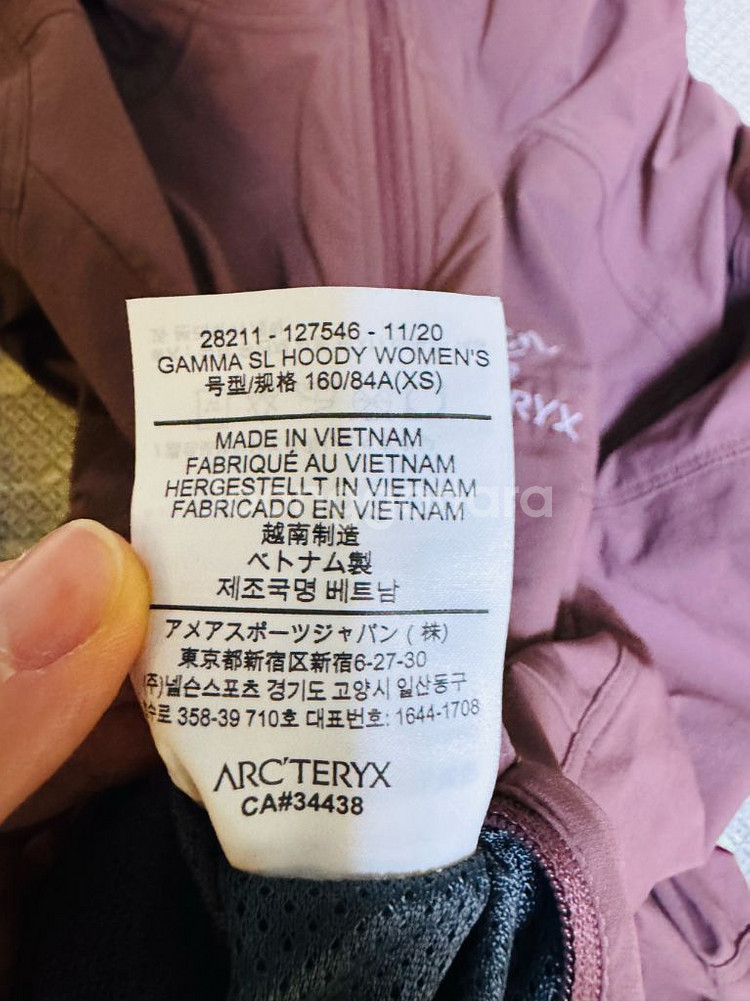 28211 - 127546 - 11/20
GAMMA SL HOODY WOMEN'S
号型/规格 160/84A(XS)
MADE IN VIETNAM
FABRIQUÉ AU VIETNAM
HERGESTELLT IN VIETNAM
FABRICADO EN VIETNAM
越南制造
ベトナム製
제조국명 베트남
アメアスポーツジャパン ( 株)
東京都新宿区新宿6-27-30
(주)넬슨스포츠 경기도 고양시 일산동구
358-39 710호 대표번호: 1644-1708
ARC'TERYX
CA#34438